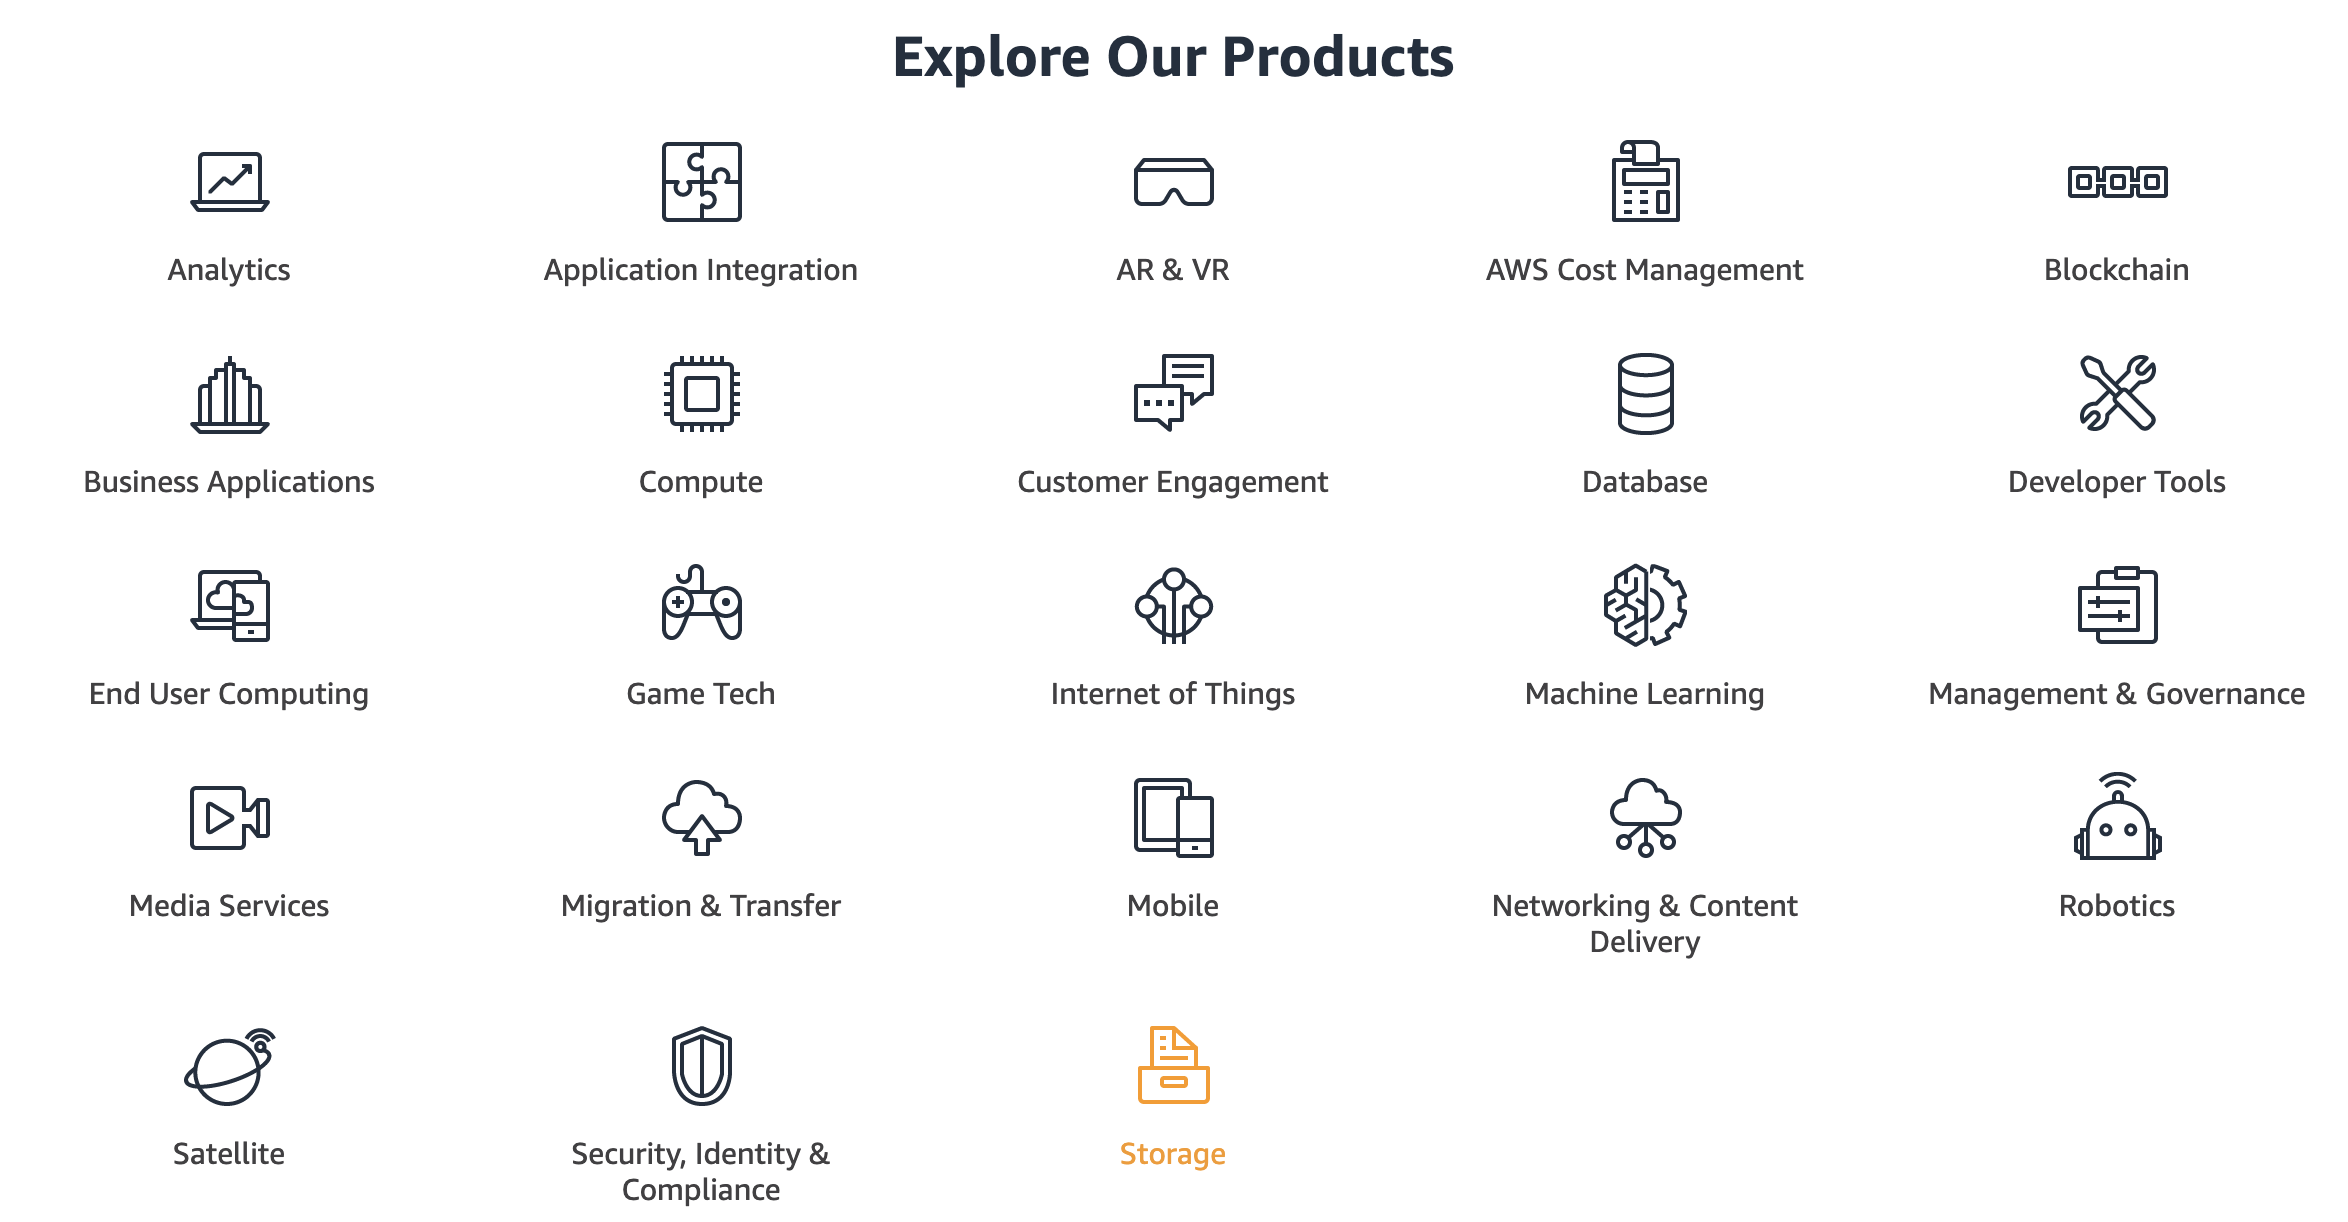 Explore Our Products
Analytics
Application Integration
AR & VR
AWS Cost Management
Blockchain
Business Applications
Compute
Customer Engagement
Database
Developer Tools
End User Computing
Game Tech
Internet of Things
Machine Learning
Management & Governance
Media Services
Migration & Transfer
Mobile
Networking & Content
Delivery
Robotics
Satellite
Security, Identity &
Compliance
Storage